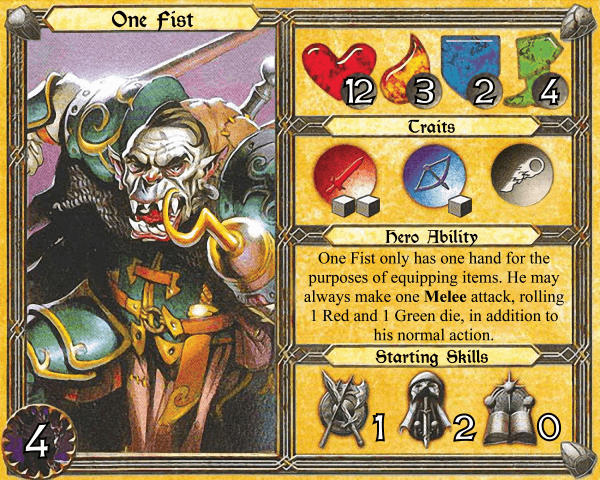 One Fist
12 3 2 4
Traits
Hero Ability
One Fist only has one hand for the
purposes of equipping items. He may
always make one Melee attack, rolling
1 Red and 1 Green die, in addition to
his normal action.
Starting Skills
1 2 0
4